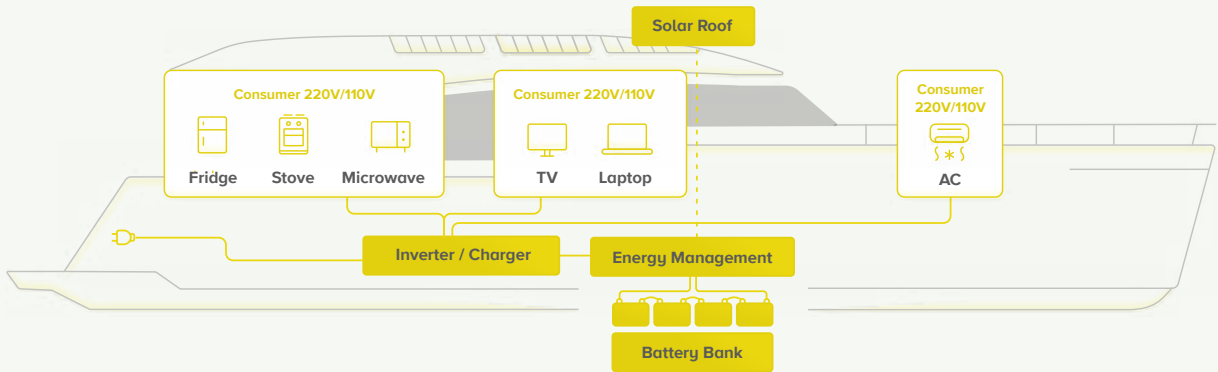 Solar Roof
Consumer 220V/110V
Fridge
Stove
Microwave
Consumer 220V/110V
TV
Laptop
Consumer
220V/110V
AC
Inverter / Charger
Energy Management
Battery Bank